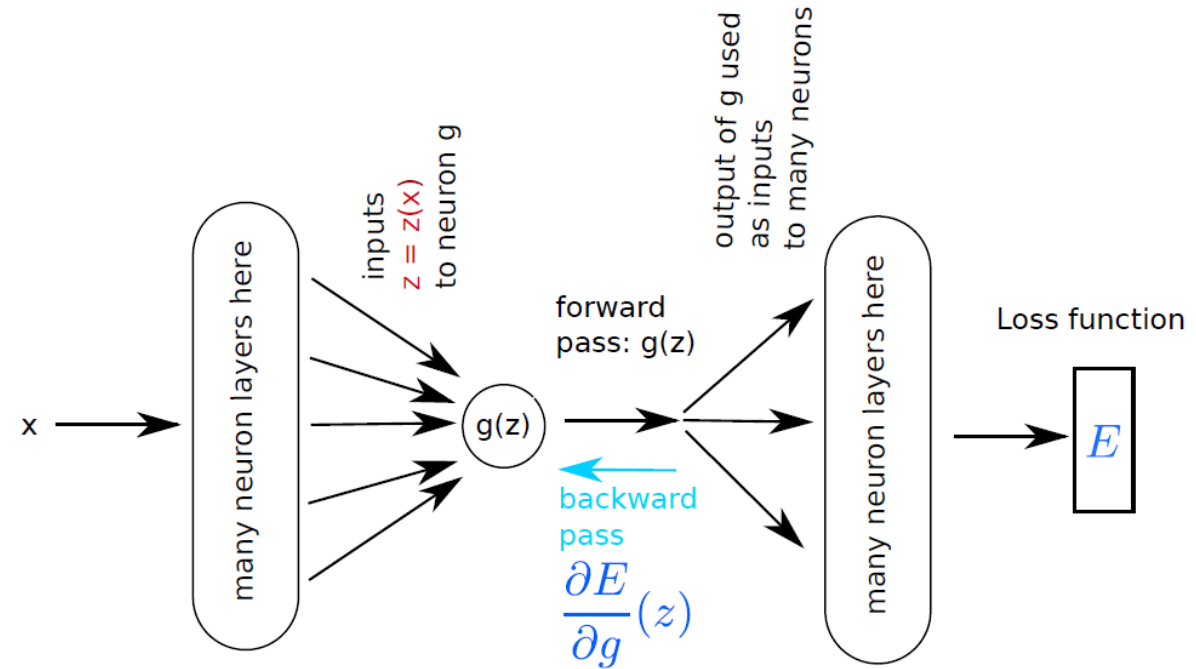 x
many neuron layers here
inputs
z = z(x)
to neuron g
g(z)
forward
pass: g(z)
backward
pass
∂E/∂g (z)
output of g used
as inputs
to many neurons
many neuron layers here
Loss function
E